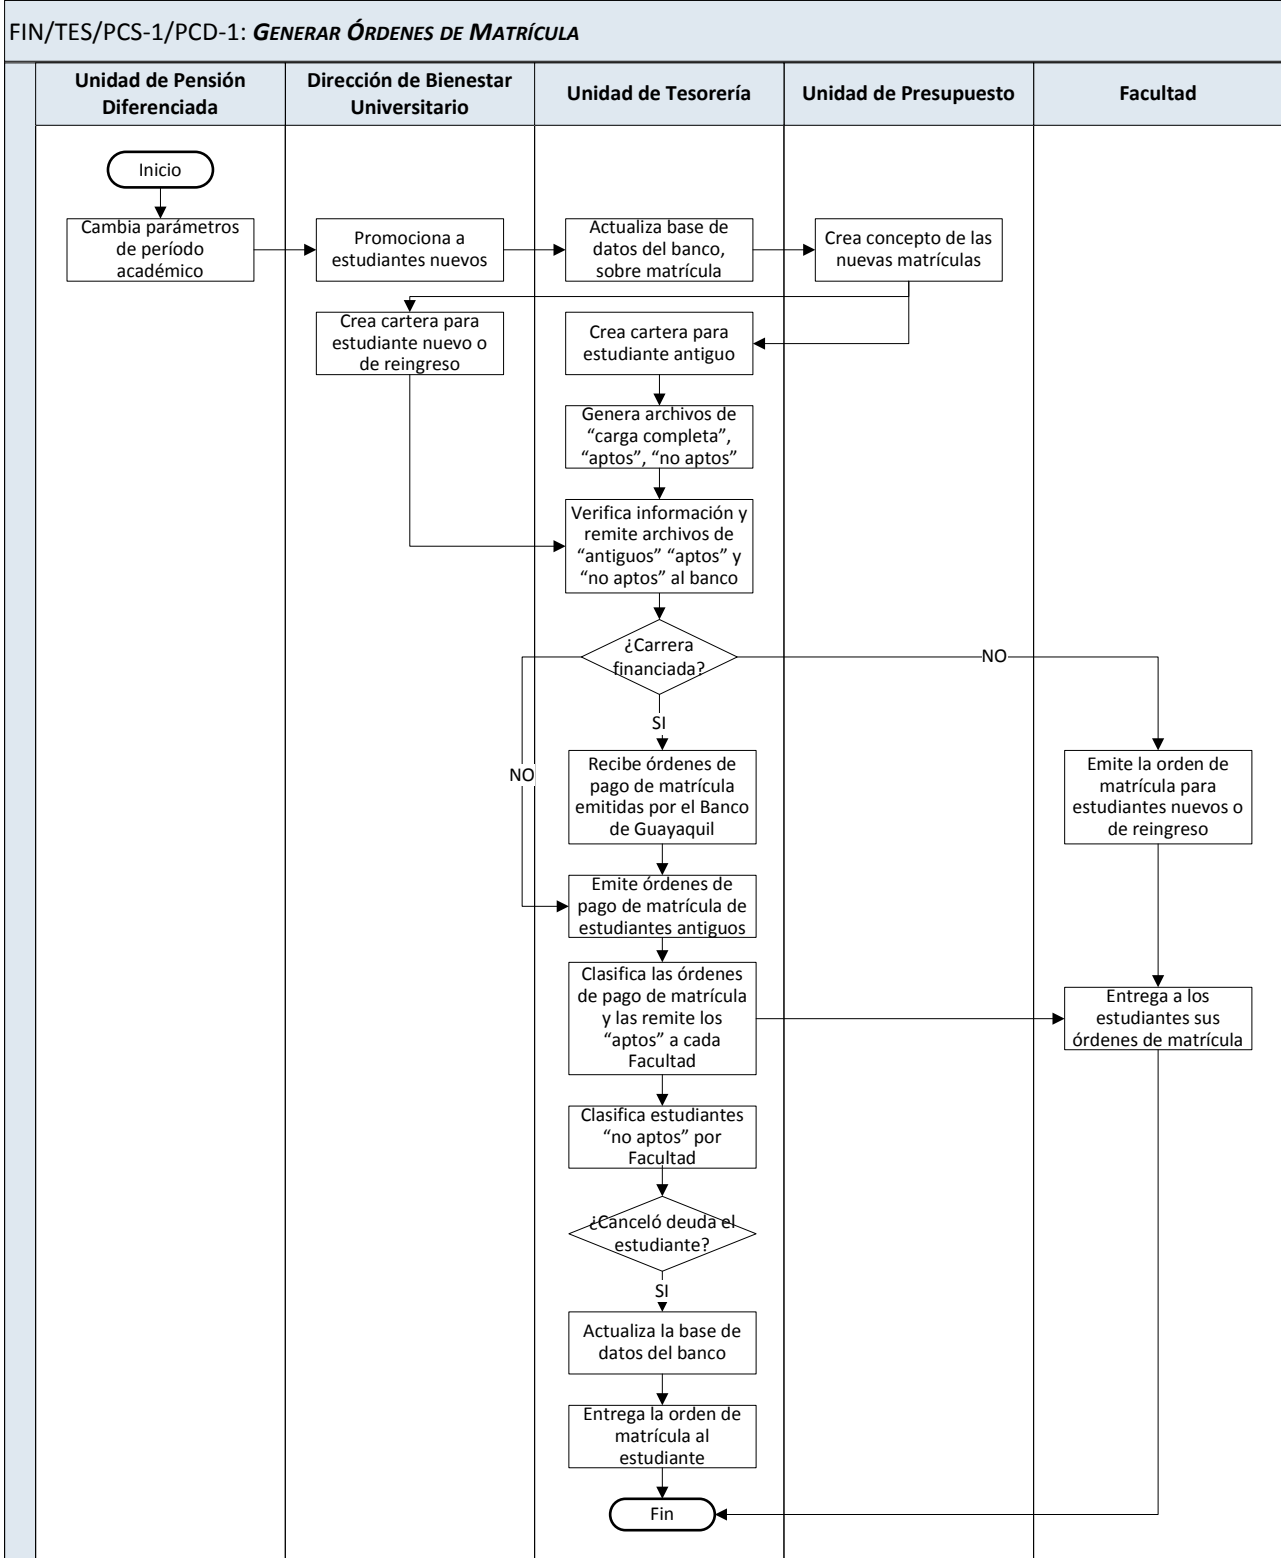 FIN/TES/PCS-1/PCD-1: GENERAR ÓRDENES DE MATRÍCULA
Unidad de Pensión
Diferenciada
Dirección de Bienestar
Universitario
Unidad de Tesorería
Unidad de Presupuesto
Facultad
Inicio
Cambia parámetros
de período
académico
Promociona a
estudiantes nuevos
Actualiza base de
datos del banco,
sobre matrícula
Crea concepto de las
nuevas matrículas
Crea cartera para
estudiante nuevo o
de reingreso
Crea cartera para
estudiante antiguo
Genera archivos de
“carga completa”,
“aptos”, “no aptos”
Verifica información y
remite archivos de
“antiguos” “aptos” y
“no aptos” al banco
¿Carrera
financiada?
NO
SI
NO
Recibe órdenes de
pago de matrícula
emitidas por el Banco
de Guayaquil
Emite la orden de
matrícula para
estudiantes nuevos o
de reingreso
Emite órdenes de
pago de matrícula de
estudiantes antiguos
Clasifica las órdenes
de pago de matrícula
y las remite los
“aptos” a cada
Facultad
Entrega a los
estudiantes sus
órdenes de matrícula
Clasifica estudiantes
“no aptos” por
Facultad
¿Canceló deuda el
estudiante?
SI
Actualiza la base de
datos del banco
Entrega la orden de
matrícula al
estudiante
Fin